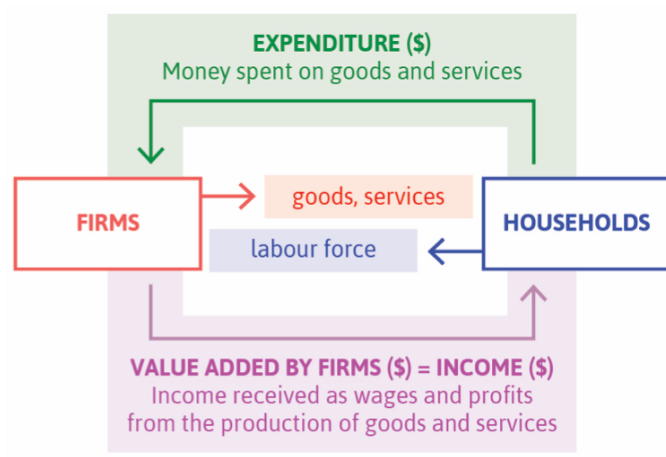 EXPENDITURE ($)
Money spent on goods and services
FIRMS
goods, services
HOUSEHOLDS
labour force
VALUE ADDED BY FIRMS ($) = INCOME ($)
Income received as wages and profits
from the production of goods and services